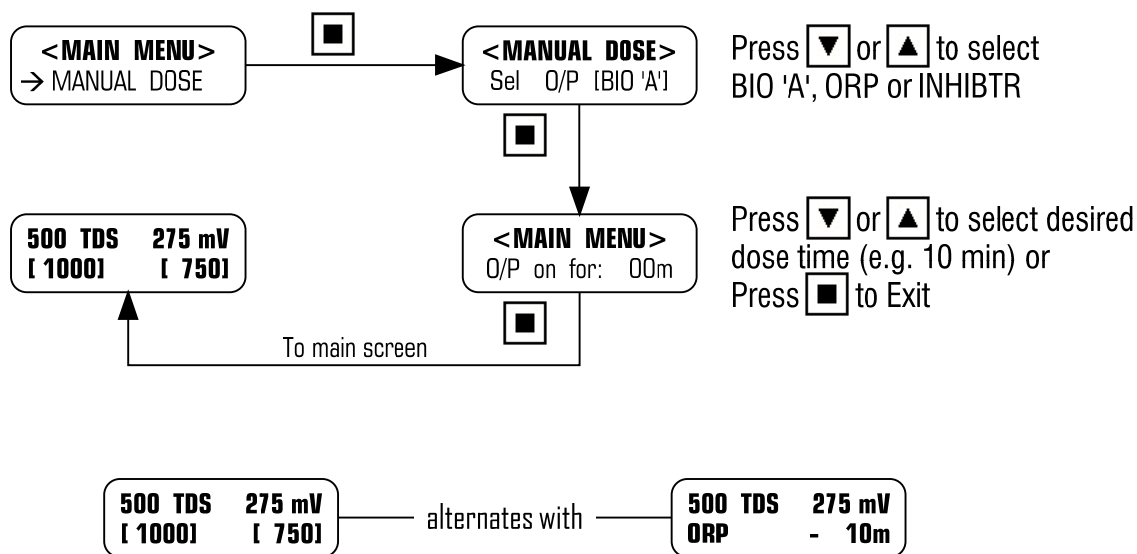 <MAIN MENU>
→ MANUAL DOSE
<MANUAL DOSE>
Sel O/P [BIO 'A']
Press ▼ or ▲ to select
BIO 'A', ORP or INHIBTR
500 TDS 275 mV
[ 1000] [ 750]
<MAIN MENU>
O/P on for: 00m
Press ▼ or ▲ to select desired
dose time (e.g. 10 min) or
Press ■ to Exit
To main screen
500 TDS 275 mV
[ 1000] [ 750]
alternates with
500 TDS 275 mV
ORP - 10m